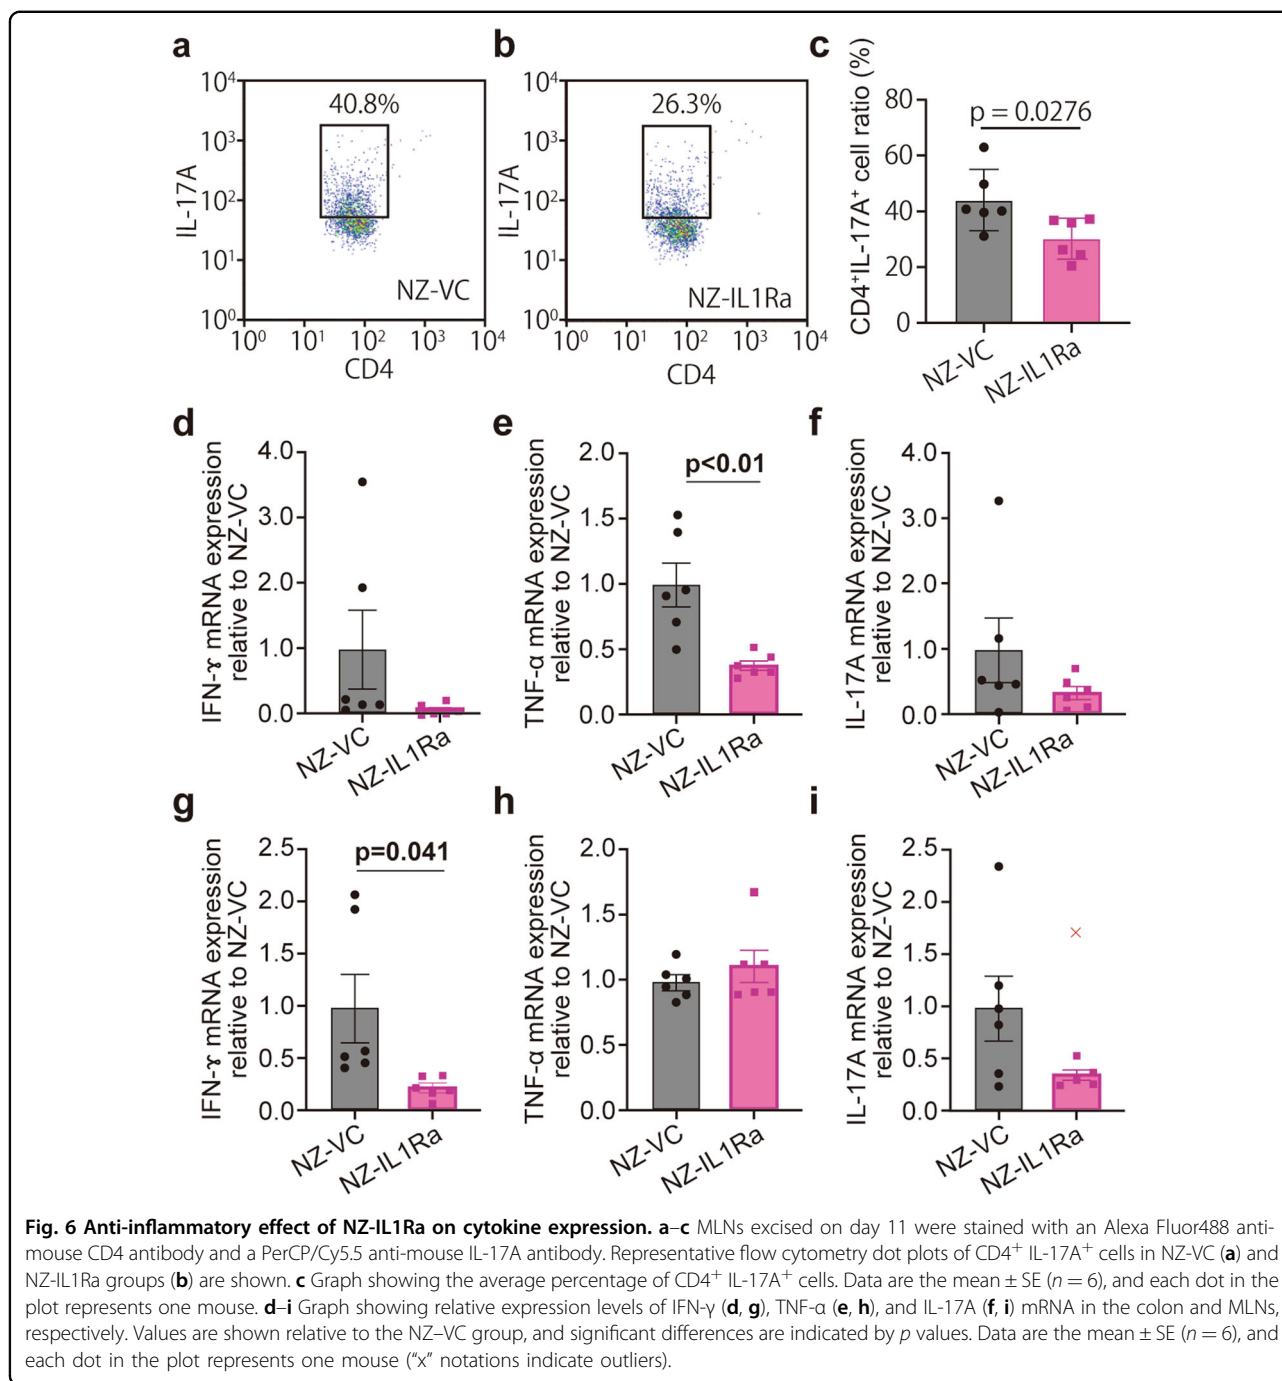 a
b
c
10⁴
10³
10²
10¹
10⁰
IL-17A
40.8%
NZ-VC
10⁰ 10¹ 10² 10³ 10⁴
CD4
10⁴
10³
10²
10¹
10⁰
IL-17A
26.3%
NZ-IL1Ra
10⁰ 10¹ 10² 10³ 10⁴
CD4
CD4⁺IL-17A⁺ cell ratio (%)
80
60
40
20
0
p = 0.0276
NZ-VC
NZ-IL1Ra
d
e
f
IFN-ɤ mRNA expression
relative to NZ-VC
4.0
3.0
2.0
1.0
0.0
NZ-VC
NZ-IL1Ra
TNF-α mRNA expression
relative to NZ-VC
2.0
1.5
1.0
0.5
0.0
p<0.01
NZ-VC
NZ-IL1Ra
IL-17A mRNA expression
relative to NZ-VC
4.0
3.0
2.0
1.0
0.0
NZ-VC
NZ-IL1Ra
g
h
i
IFN-ɤ mRNA expression
relative to NZ-VC
2.5
2.0
1.5
1.0
0.5
0.0
p=0.041
NZ-VC
NZ-IL1Ra
TNF-α mRNA expression
relative to NZ-VC
2.0
1.5
1.0
0.5
0.0
NZ-VC
NZ-IL1Ra
IL-17A mRNA expression
relative to NZ-VC
2.5
2.0
1.5
1.0
0.5
0.0
NZ-VC
NZ-IL1Ra
Fig. 6 Anti-inflammatory effect of NZ-IL1Ra on cytokine expression. a–c MLNs excised on day 11 were stained with an Alexa Fluor488 anti-
mouse CD4 antibody and a PerCP/Cy5.5 anti-mouse IL-17A antibody. Representative flow cytometry dot plots of CD4⁺ IL-17A⁺ cells in NZ-VC (a) and
NZ-IL1Ra groups (b) are shown. c Graph showing the average percentage of CD4⁺ IL-17A⁺ cells. Data are the mean ± SE (n = 6), and each dot in the
plot represents one mouse. d–i Graph showing relative expression levels of IFN-γ (d, g), TNF-α (e, h), and IL-17A (f, i) mRNA in the colon and MLNs,
respectively. Values are shown relative to the NZ–VC group, and significant differences are indicated by p values. Data are the mean ± SE (n = 6), and
each dot in the plot represents one mouse (“x” notations indicate outliers).